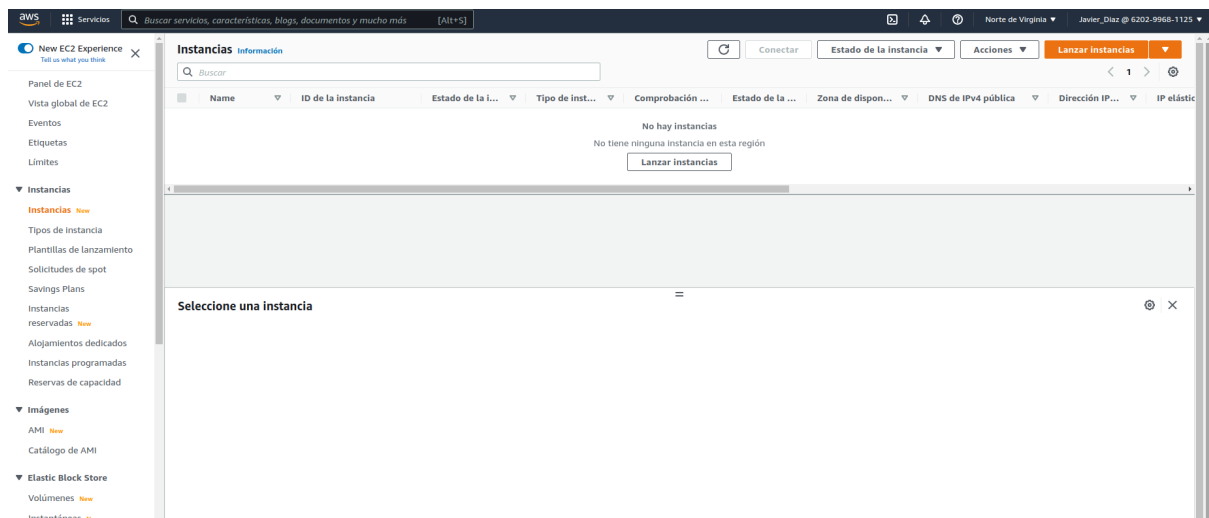 aws
Servicios
Buscar servicios, características, blogs, documentos y mucho más [Alt+S]
Norte de Virginia
Javier_Diaz @ 6202-9968-1125
New EC2 Experience
Tell us what you think
Panel de EC2
Vista global de EC2
Eventos
Etiquetas
Límites
Instancias
Instancias New
Tipos de instancia
Plantillas de lanzamiento
Solicitudes de spot
Savings Plans
Instancias
reservadas New
Alojamientos dedicados
Instancias programadas
Reservas de capacidad
Imágenes
AMI New
Catálogo de AMI
Elastic Block Store
Volúmenes New
Instancias Información
Conectar
Estado de la instancia
Acciones
Lanzar instancias
Buscar
1
Name
ID de la instancia
Estado de la i...
Tipo de inst...
Comprobación ...
Estado de la ...
Zona de dispon...
DNS de IPv4 pública
Dirección IP...
IP elástic
No hay instancias
No tiene ninguna instancia en esta región
Lanzar instancias
Seleccione una instancia